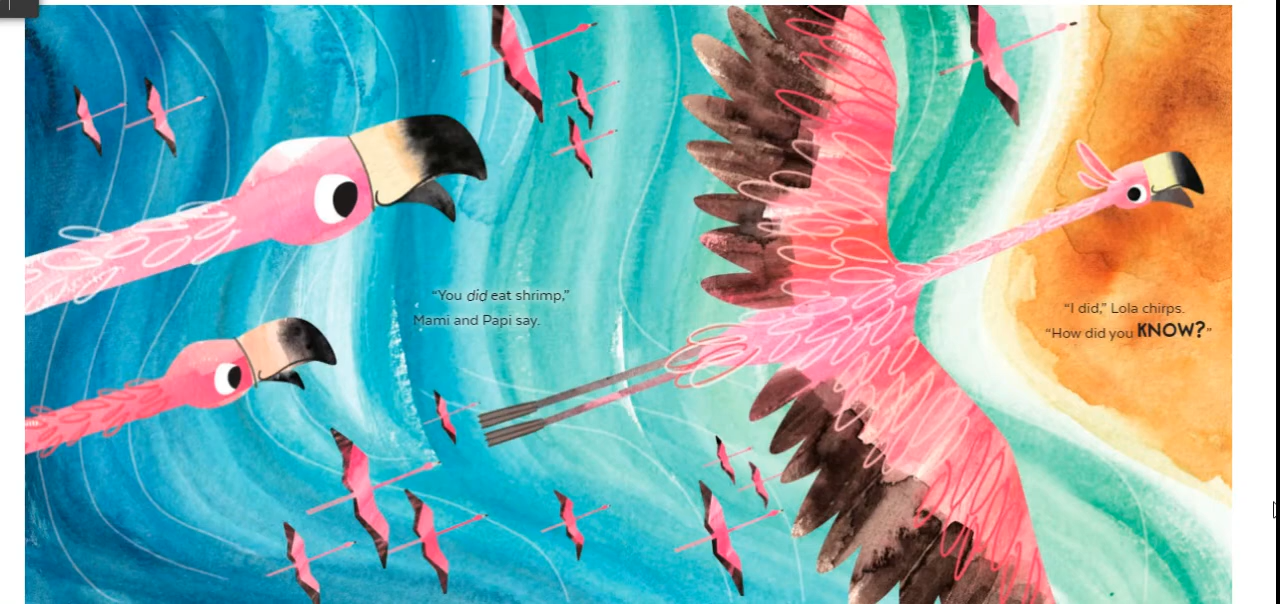 “You did eat shrimp,”
Mami and Papi say.
“I did,” Lola chirps.
“How did you KNOW?”